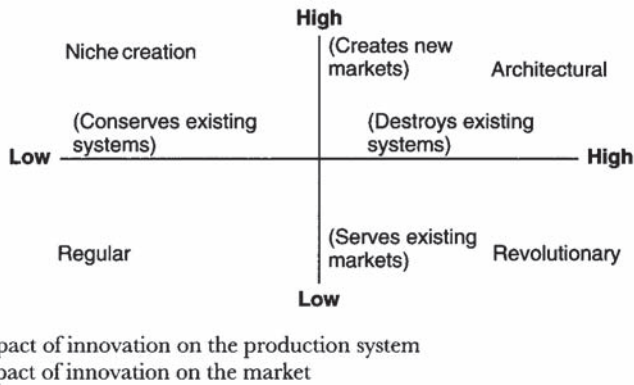 High
Niche creation
(Creates new
markets)
Architectural
(Conserves existing
systems)
(Destroys existing
systems)
Low
High
Regular
(Serves existing
markets)
Revolutionary
Low
pact of innovation on the production system
pact of innovation on the market